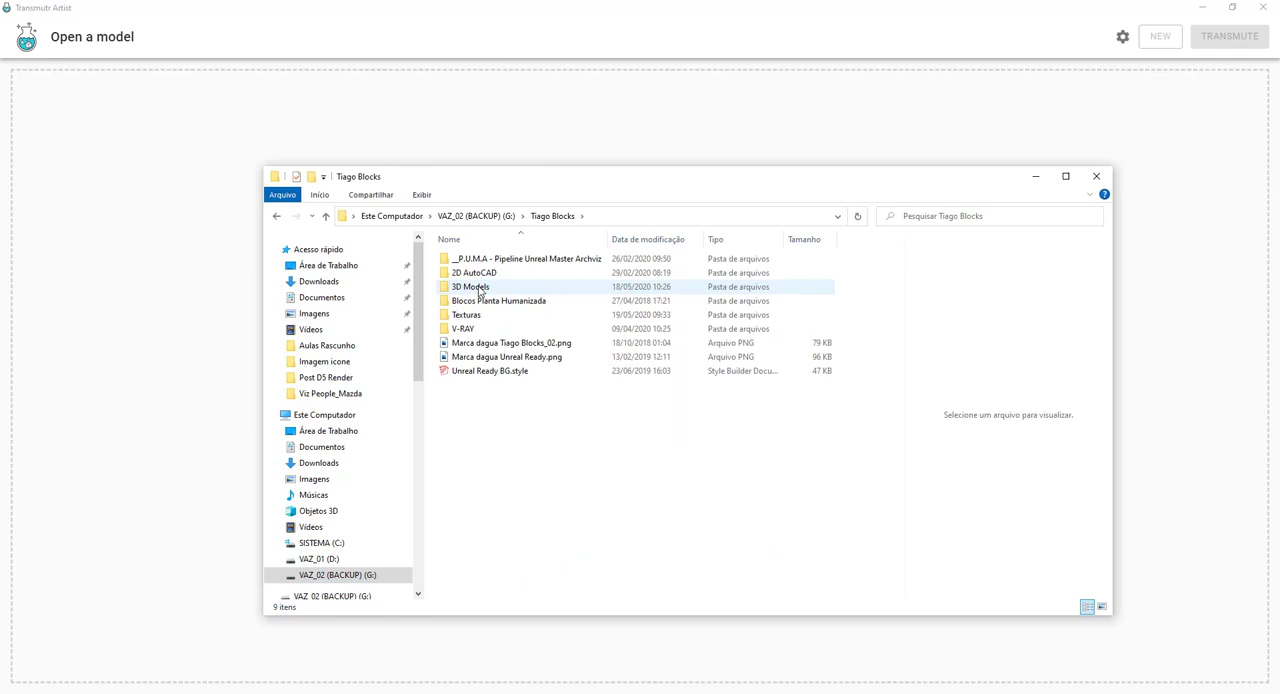 Transmutr Artist
Open a model
NEW
TRANSMUTE
Tiago Blocks
Arquivo
Início
Compartilhar
Exibir
Este Computador
VAZ_02 (BACKUP) (G:)
Tiago Blocks
Pesquisar Tiago Blocks
Nome
Data de modificação
Tipo
Tamanho
Acesso rápido
Área de Trabalho
Downloads
Documentos
Imagens
Vídeos
Aulas Rascunho
Imagem icone
Post D5 Render
Viz People_Mazda
Este Computador
Área de Trabalho
Documentos
Downloads
Imagens
Músicas
Objetos 3D
Vídeos
SISTEMA (C:)
VAZ_01 (D:)
VAZ_02 (BACKUP) (G:)
VAZ_02 (BACKUP) (G:)
__P.U.M.A - Pipeline Unreal Master Archviz 26/02/2020 09:50 Pasta de arquivos
2D AutoCAD 29/02/2020 08:19 Pasta de arquivos
3D Models 18/05/2020 10:26 Pasta de arquivos
Blocos Planta Humanizada 27/04/2018 17:21 Pasta de arquivos
Texturas 19/05/2020 09:33 Pasta de arquivos
V-RAY 09/04/2020 10:25 Pasta de arquivos
Marca dagua Tiago Blocks_02.png 18/10/2018 01:04 Arquivo PNG 79 KB
Marca dagua Unreal Ready.png 13/02/2019 12:11 Arquivo PNG 96 KB
Unreal Ready BG.style 23/06/2019 16:03 Style Builder Docu... 47 KB
Selecione um arquivo para visualizar.
9 itens